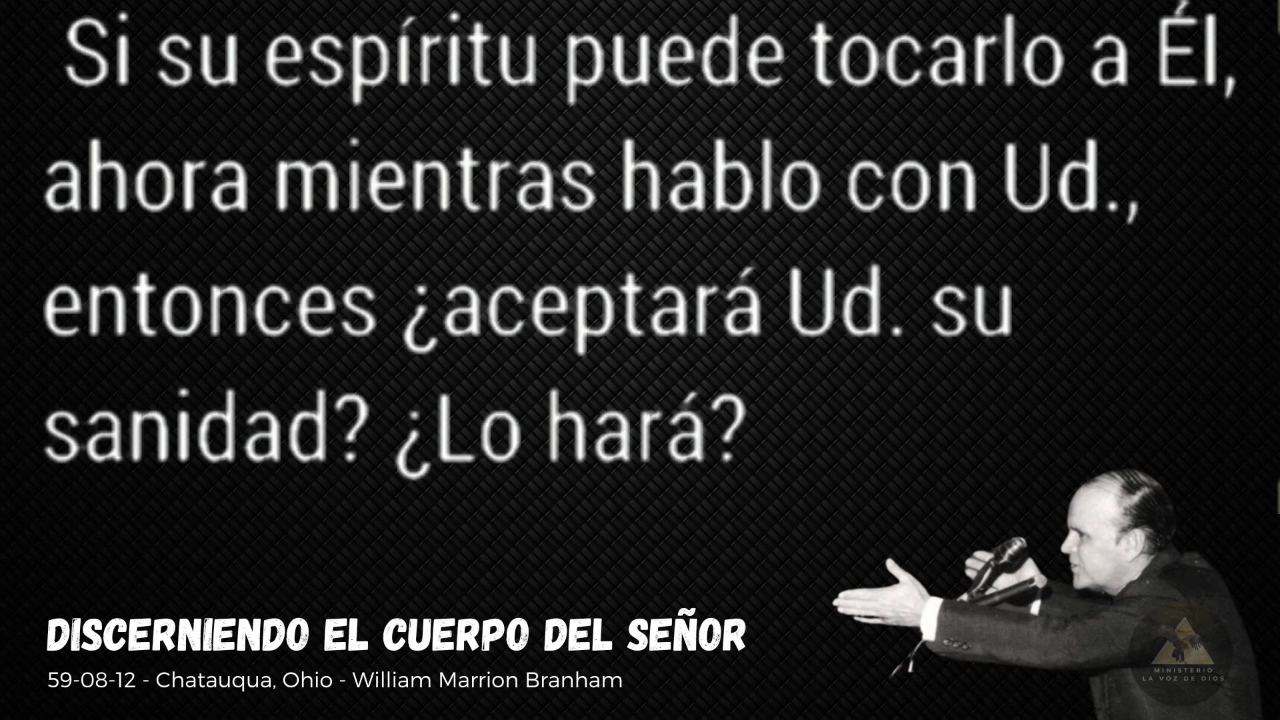 Si su espíritu puede tocarlo a Él,
ahora mientras hablo con Ud.,
entonces ¿aceptará Ud. su
sanidad? ¿Lo hará?
DISCERNIENDO EL CUERPO DEL SEÑOR
59-08-12 - Chatauqua, Ohio - William Marrion Branham
MINISTERIO
LA VOZ DE DIOS